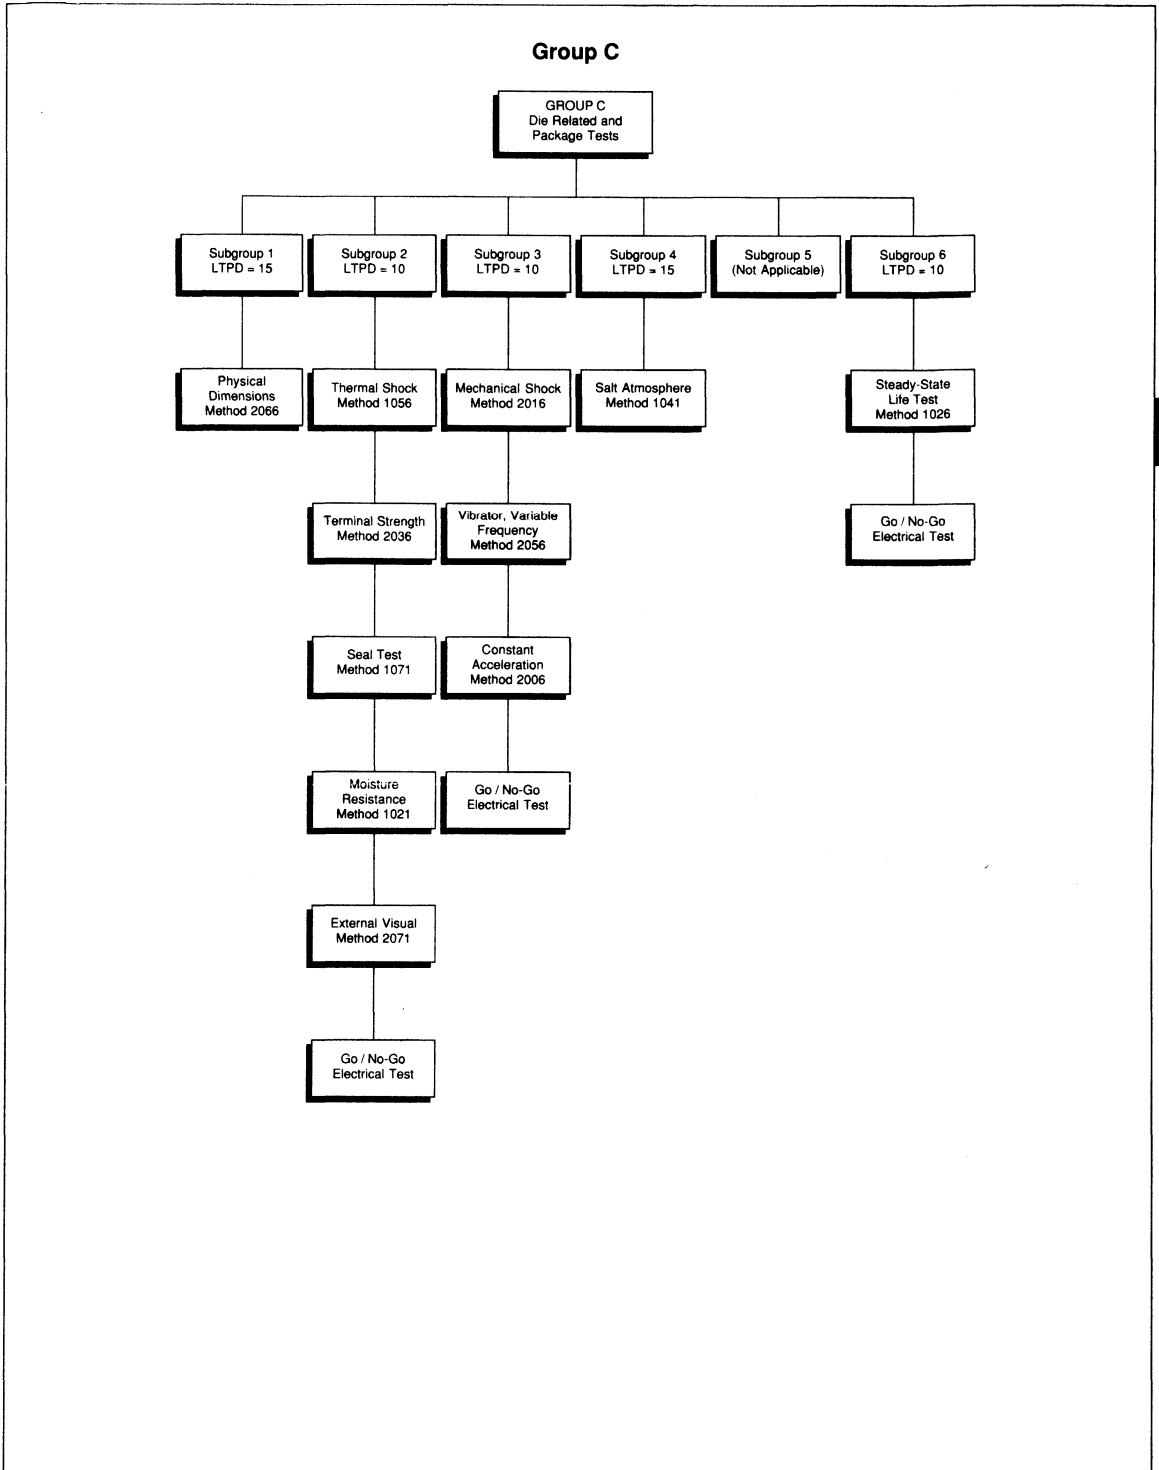 Group C
GROUP C
Die Related and
Package Tests
Subgroup 1
LTPD = 15
Subgroup 2
LTPD = 10
Subgroup 3
LTPD = 10
Subgroup 4
LTPD = 15
Subgroup 5
(Not Applicable)
Subgroup 6
LTPD = 10
Physical
Dimensions
Method 2066
Thermal Shock
Method 1056
Mechanical Shock
Method 2016
Salt Atmosphere
Method 1041
Steady-State
Life Test
Method 1026
Terminal Strength
Method 2036
Vibrator, Variable
Frequency
Method 2056
Go / No-Go
Electrical Test
Seal Test
Method 1071
Constant
Acceleration
Method 2006
Moisture
Resistance
Method 1021
Go / No-Go
Electrical Test
External Visual
Method 2071
Go / No-Go
Electrical Test